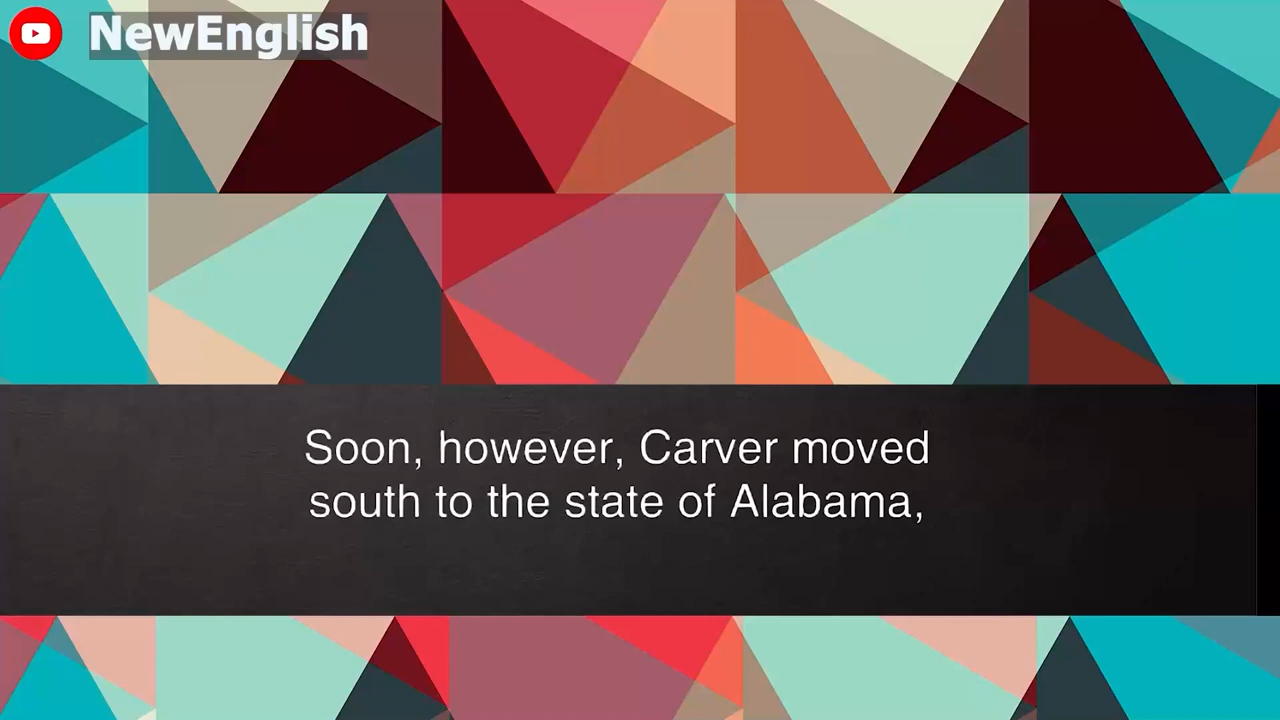 NewEnglish
Soon, however, Carver moved
south to the state of Alabama,